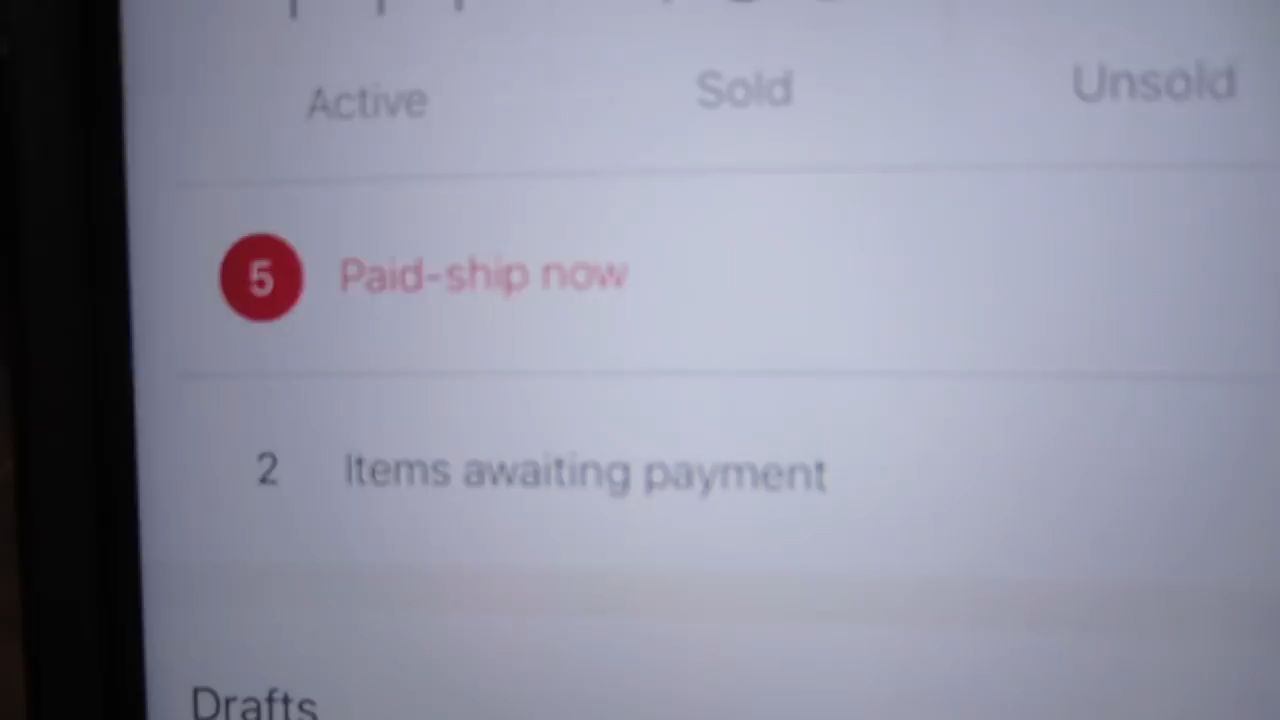 Active Sold Unsold
5 Paid-ship now
2 Items awaiting payment
Drafts